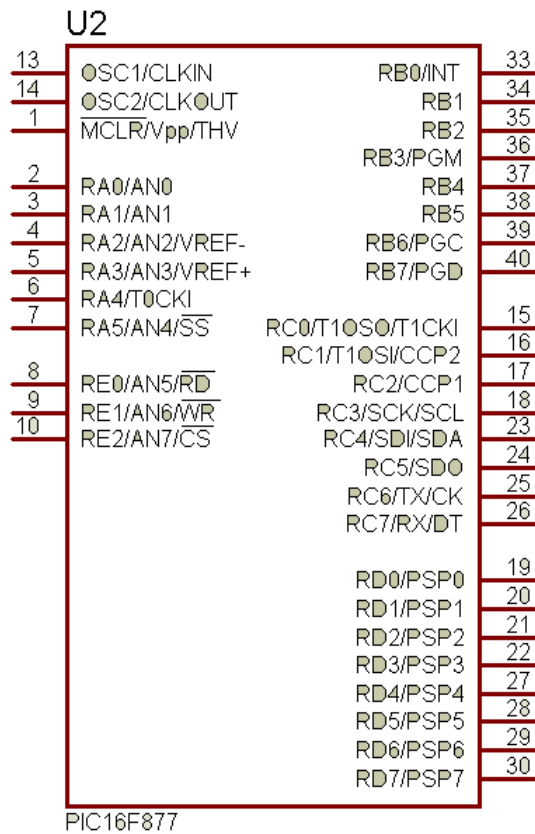 U2
13 OSC1/CLKIN RB0/INT 33
14 OSC2/CLKOUT RB1 34
1 MCLR/Vpp/THV RB2 35
RB3/PGM 36
2 RA0/AN0 RB4 37
3 RA1/AN1 RB5 38
4 RA2/AN2/VREF- RB6/PGC 39
5 RA3/AN3/VREF+ RB7/PGD 40
6 RA4/T0CKI
7 RA5/AN4/SS RC0/T1OSO/T1CKI 15
RC1/T1OSI/CCP2 16
8 RE0/AN5/RD RC2/CCP1 17
9 RE1/AN6/WR RC3/SCK/SCL 18
10 RE2/AN7/CS RC4/SDI/SDA 23
RC5/SDO 24
RC6/TX/CK 25
RC7/RX/DT 26
RD0/PSP0 19
RD1/PSP1 20
RD2/PSP2 21
RD3/PSP3 22
RD4/PSP4 27
RD5/PSP5 28
RD6/PSP6 29
RD7/PSP7 30
PIC16F877